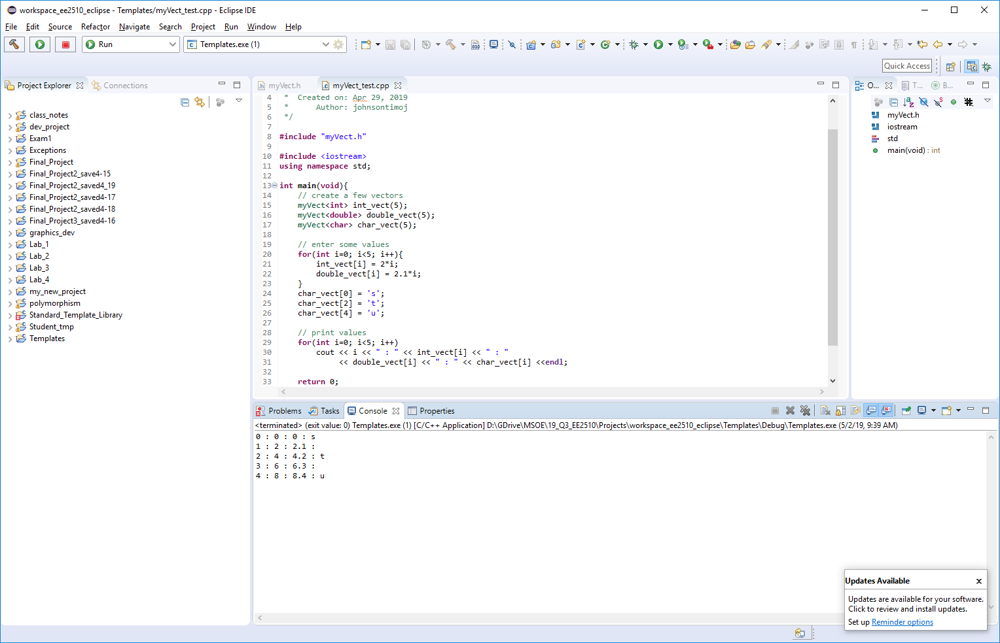 workspace_ee2510_eclipse - Templates/myVect_test.cpp - Eclipse IDE
File Edit Source Refactor Navigate Search Project Run Window Help
Run
Templates.exe (1)
Quick Access
Project Explorer
Connections
class_notes
dev_project
Exam1
Exceptions
Final_Project
Final_Project2_save4-15
Final_Project2_saved4_19
Final_Project2_saved4-17
Final_Project2_saved4-18
Final_Project3_saved4-16
graphics_dev
Lab_1
Lab_2
Lab_3
Lab_4
my_new_project
polymorphism
Standard_Template_Library
Student_tmp
Templates
myVect.h
myVect_test.cpp
4  *  Created on: Apr 29, 2019
5  *      Author: johnsontimoj
6  */
7
8 #include "myVect.h"
9
10 #include <iostream>
11 using namespace std;
12
13 int main(void){
14     // create a few vectors
15     myVect<int> int_vect(5);
16     myVect<double> double_vect(5);
17     myVect<char> char_vect(5);
18
19     // enter some values
20     for(int i=0; i<5; i++){
21         int_vect[i] = 2*i;
22         double_vect[i] = 2.1*i;
23     }
24     char_vect[0] = 's';
25     char_vect[2] = 't';
26     char_vect[4] = 'u';
27
28     // print values
29     for(int i=0; i<5; i++)
30         cout << i << " : " << int_vect[i] << " : "
31              << double_vect[i] << " : " << char_vect[i] <<endl;
32
33     return 0;
O...
T...
B...
myVect.h
iostream
std
main(void) : int
Problems
Tasks
Console
Properties
<terminated> (exit value: 0) Templates.exe (1) [C/C++ Application] D:\GDrive\MSOE\19_Q3_EE2510\Projects\workspace_ee2510_eclipse\Templates\Debug\Templates.exe (5/2/19, 9:39 AM)
0 : 0 : 0 : s
1 : 2 : 2.1 :
2 : 4 : 4.2 : t
3 : 6 : 6.3 :
4 : 8 : 8.4 : u
Updates Available
Updates are available for your software.
Click to review and install updates.
Set up Reminder options